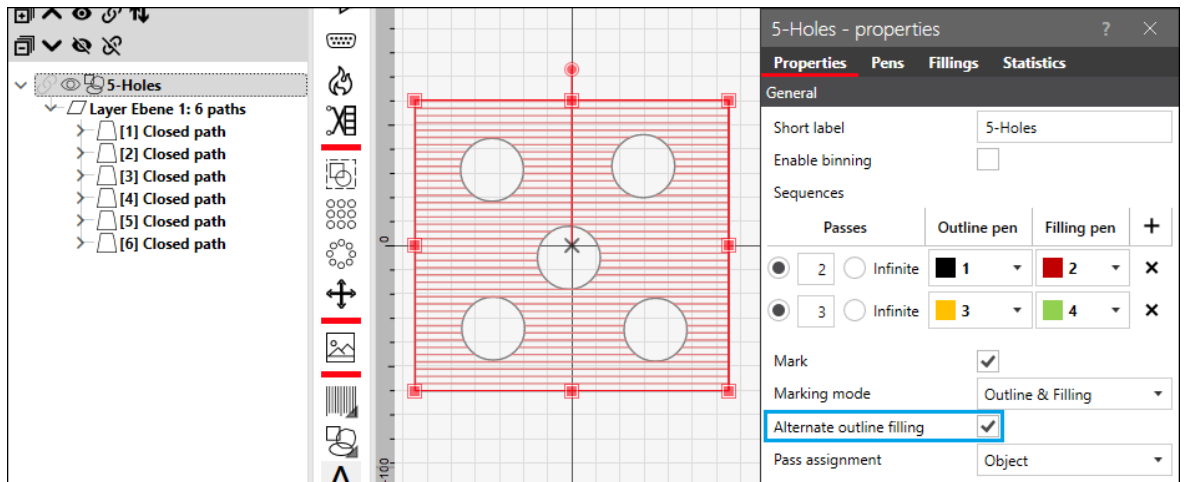 5-Holes
Layer Ebene 1: 6 paths
[1] Closed path
[2] Closed path
[3] Closed path
[4] Closed path
[5] Closed path
[6] Closed path
0
-100
5-Holes - properties ?
Properties Pens Fillings Statistics
General
Short label 5-Holes
Enable binning
Sequences
Passes Outline pen Filling pen
2 Infinite 1 2
3 Infinite 3 4
Mark
Marking mode Outline & Filling
Alternate outline filling
Pass assignment Object